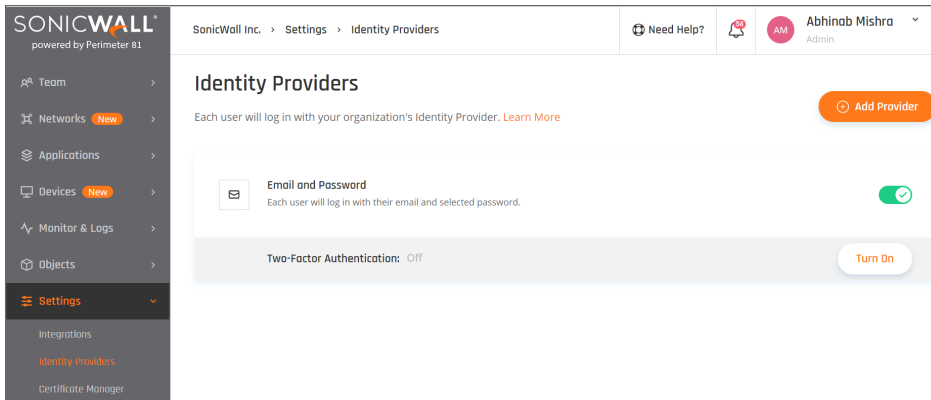 SONICWALL®
powered by Perimeter 81
SonicWall Inc. › Settings › Identity Providers
Need Help?
64
AM
Abhinab Mishra
Admin
Team
Networks New
Applications
Devices New
Monitor & Logs
Objects
Settings
Integrations
Identity Providers
Certificate Manager
Identity Providers
Each user will log in with your organization's Identity Provider. Learn More
Add Provider
Email and Password
Each user will log in with their email and selected password.
Two-Factor Authentication: Off
Turn On